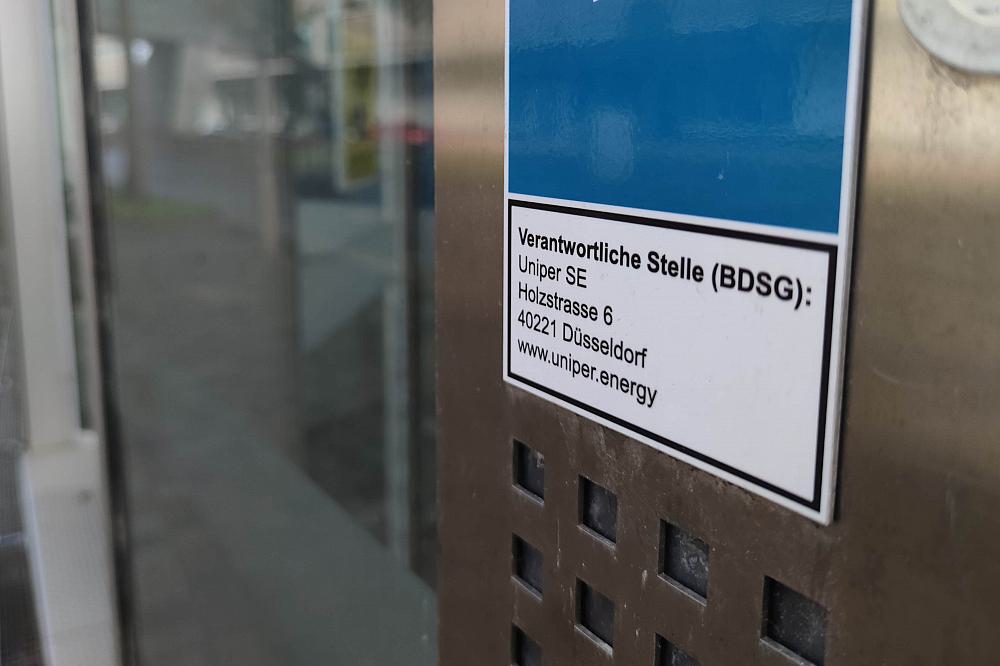 Verantwortliche Stelle (BDSG):
Uniper SE
Holzstrasse 6
40221 Düsseldorf
www.uniper.energy